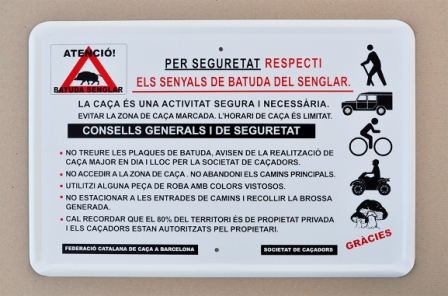 ATENCIÓ!
BATUDA SENGLAR
PER SEGURETAT RESPECTI
ELS SENYALS DE BATUDA DEL SENGLAR.
LA CAÇA ÉS UNA ACTIVITAT SEGURA I NECESSÀRIA.
EVITAR LA ZONA DE CAÇA MARCADA. L'HORARI DE CAÇA ÉS LIMITAT.
CONSELLS GENERALS I DE SEGURETAT
• NO TREURE LES PLAQUES DE BATUDA, AVISEN DE LA REALITZACIÓ DE
CAÇA MAJOR EN DIA I LLOC PER LA SOCIETAT DE CAÇADORS.
• NO ACCEDIR A LA ZONA DE CAÇA . NO ABANDONI ELS CAMINS PRINCIPALS.
• UTILITZI ALGUNA PEÇA DE ROBA AMB COLORS VISTOSOS.
• NO ESTACIONAR A LES ENTRADES DE CAMINS I RECOLLIR LA BROSSA
GENERADA.
• CAL RECORDAR QUE EL 80% DEL TERRITORI ÉS DE PROPIETAT PRIVADA
I ELS CAÇADORS ESTAN AUTORITZATS PEL PROPIETARI.
GRÀCIES
FEDERACIÓ CATALANA DE CAÇA A BARCELONA
SOCIETAT DE CAÇADORS